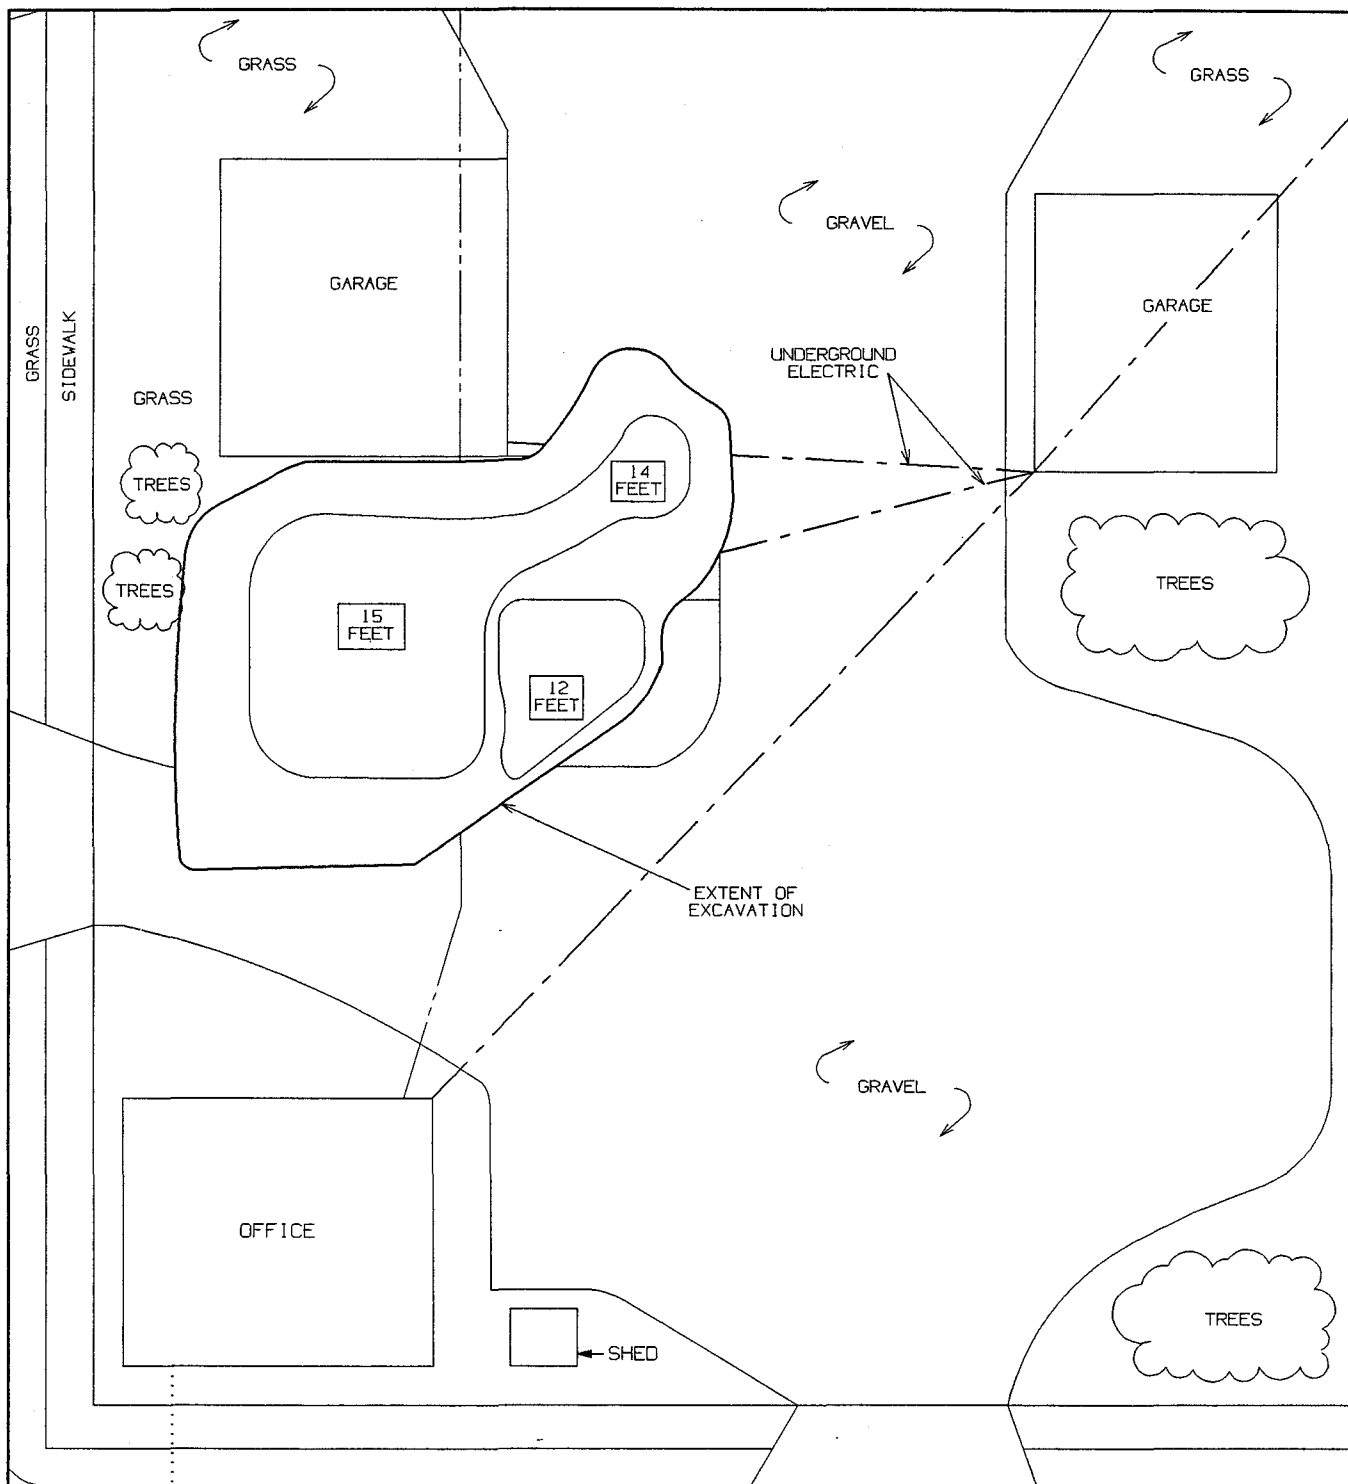 GRASS
GRASS
GRAVEL
GARAGE
GARAGE
GRASS
SIDEWALK
UNDERGROUND
ELECTRIC
GRASS
TREES
14
FEET
TREES
TREES
15
FEET
12
FEET
EXTENT OF
EXCAVATION
GRAVEL
OFFICE
TREES
SHED